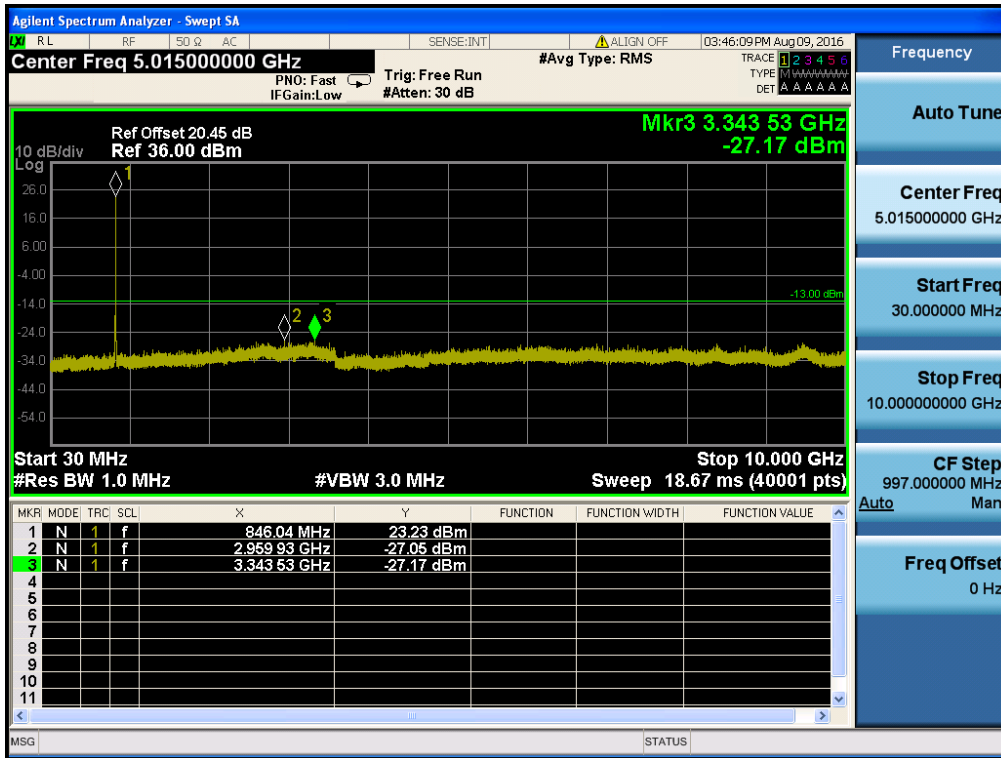 Agilent Spectrum Analyzer - Swept SA
LXI RL RF 50 Ω AC SENSE:INT ALIGN OFF 03:46:09 PM Aug 09, 2016
Center Freq 5.015000000 GHz
#Avg Type: RMS
TRACE 1 2 3 4 5 6
TYPE M
DET A A A A A A
PNO: Fast
IFGain:Low
Trig: Free Run
#Atten: 30 dB
Mkr3 3.343 53 GHz
-27.17 dBm
Ref Offset 20.45 dB
10 dB/div Ref 36.00 dBm
Log
26.0
16.0
6.00
-4.00
-14.0
-24.0
-34.0
-44.0
-54.0
1
2
3
-13.00 dBm
Start 30 MHz Stop 10.000 GHz
#Res BW 1.0 MHz #VBW 3.0 MHz Sweep 18.67 ms (40001 pts)
MKR MODE TRC SCL X Y FUNCTION FUNCTION WIDTH FUNCTION VALUE
1 N 1 f 846.04 MHz 23.23 dBm
2 N 1 f 2.959 93 GHz -27.05 dBm
3 N 1 f 3.343 53 GHz -27.17 dBm
4
5
6
7
8
9
10
11
MSG STATUS
Frequency
Auto Tune
Center Freq
5.015000000 GHz
Start Freq
30.000000 MHz
Stop Freq
10.000000000 GHz
CF Step
997.000000 MHz
Auto Man
Freq Offset
0 Hz